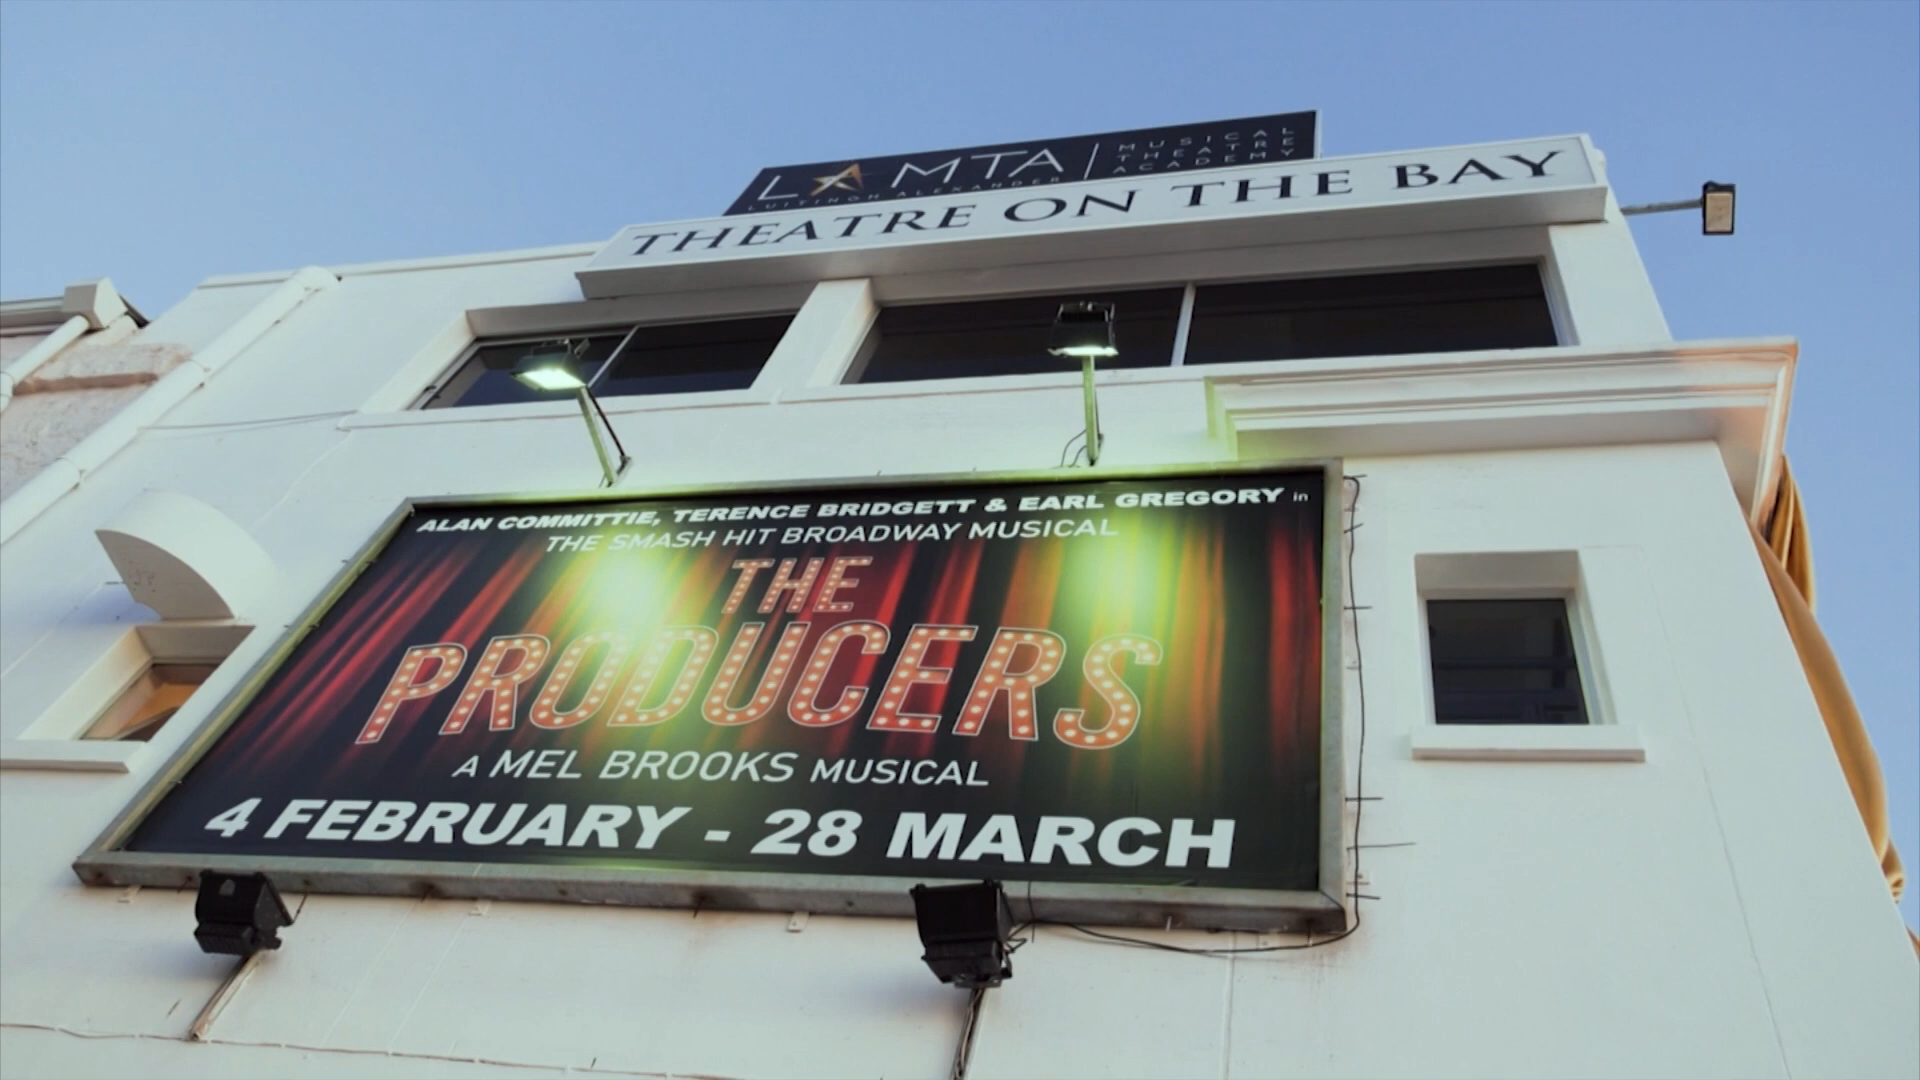 LAMTA
LUITINGH ALEXANDER
MUSICAL
THEATRE
ACADEMY
THEATRE ON THE BAY
ALAN COMMITTIE, TERENCE BRIDGETT & EARL GREGORY in
THE SMASH HIT BROADWAY MUSICAL
THE
PRODUCERS
A MEL BROOKS MUSICAL
4 FEBRUARY - 28 MARCH